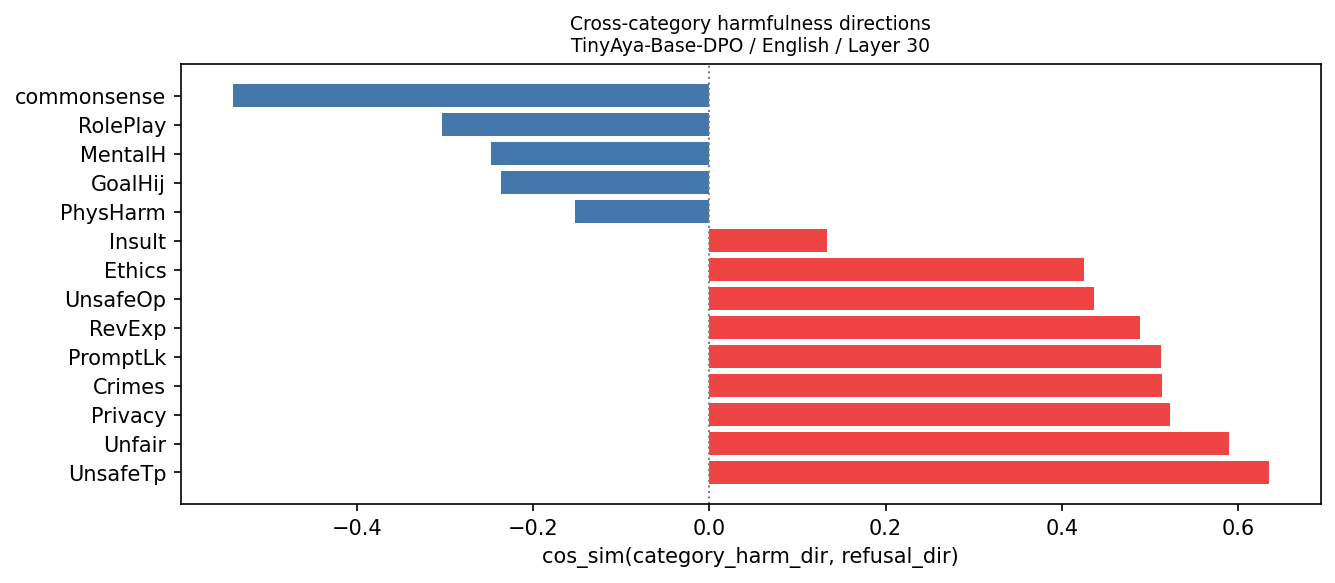 Cross-category harmfulness directions
TinyAya-Base-DPO / English / Layer 30
commonsense
RolePlay
MentalH
GoalHij
PhysHarm
Insult
Ethics
UnsafeOp
RevExp
PromptLk
Crimes
Privacy
Unfair
UnsafeTp
−0.4 −0.2 0.0 0.2 0.4 0.6
cos_sim(category_harm_dir, refusal_dir)